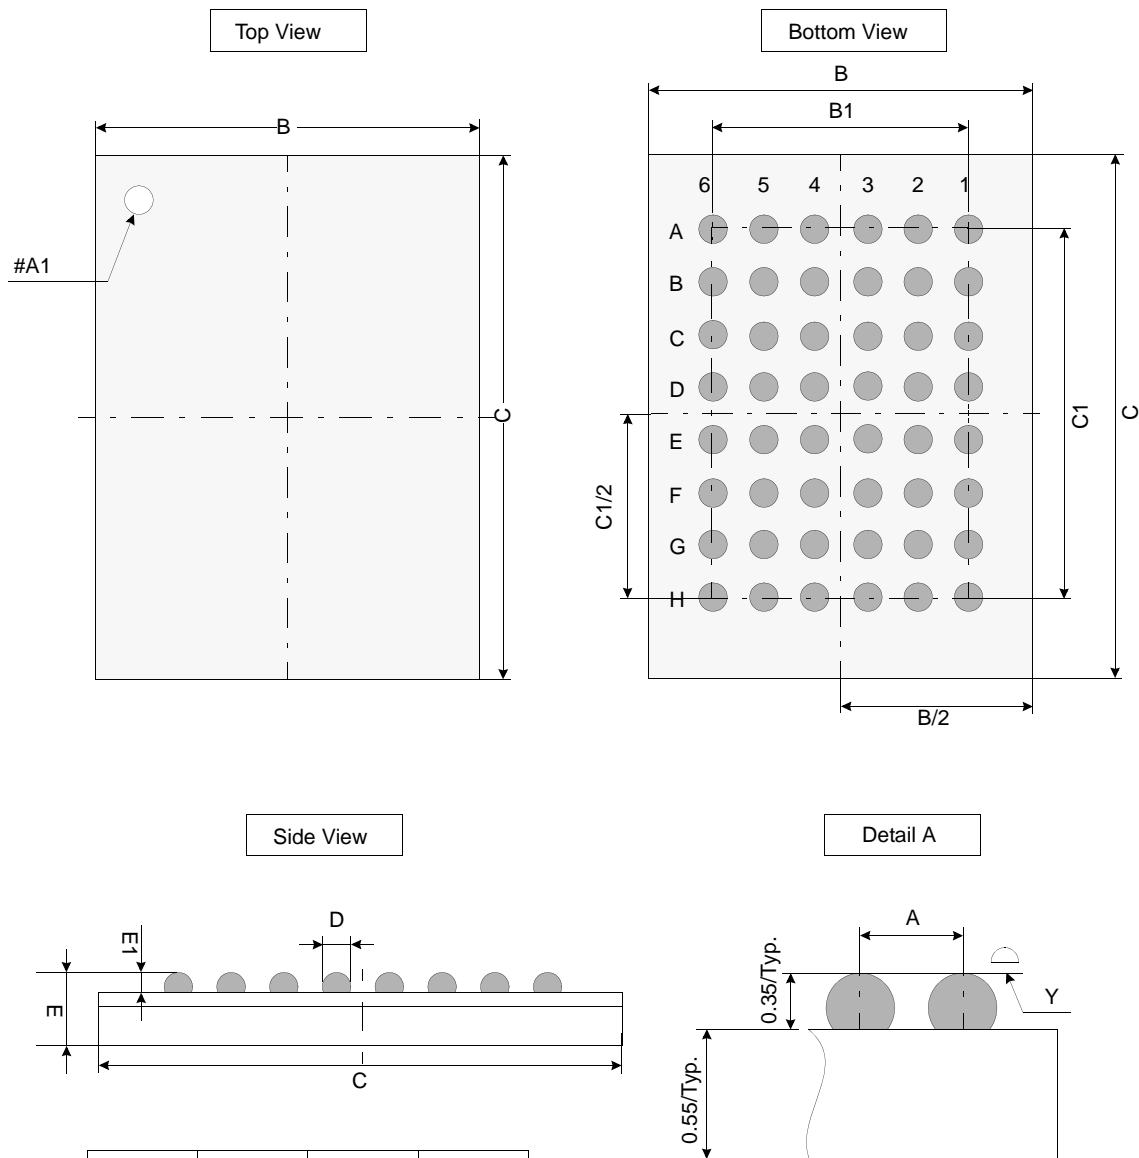 Top View
Bottom View
B
B
B1
6 5 4 3 2 1
#A1
A
B
C
D
E
F
G
H
C
C1/2
C1
C
B/2
Side View
Detail A
D
E1
E
C
A
0.35/Typ.
Y
0.55/Typ.